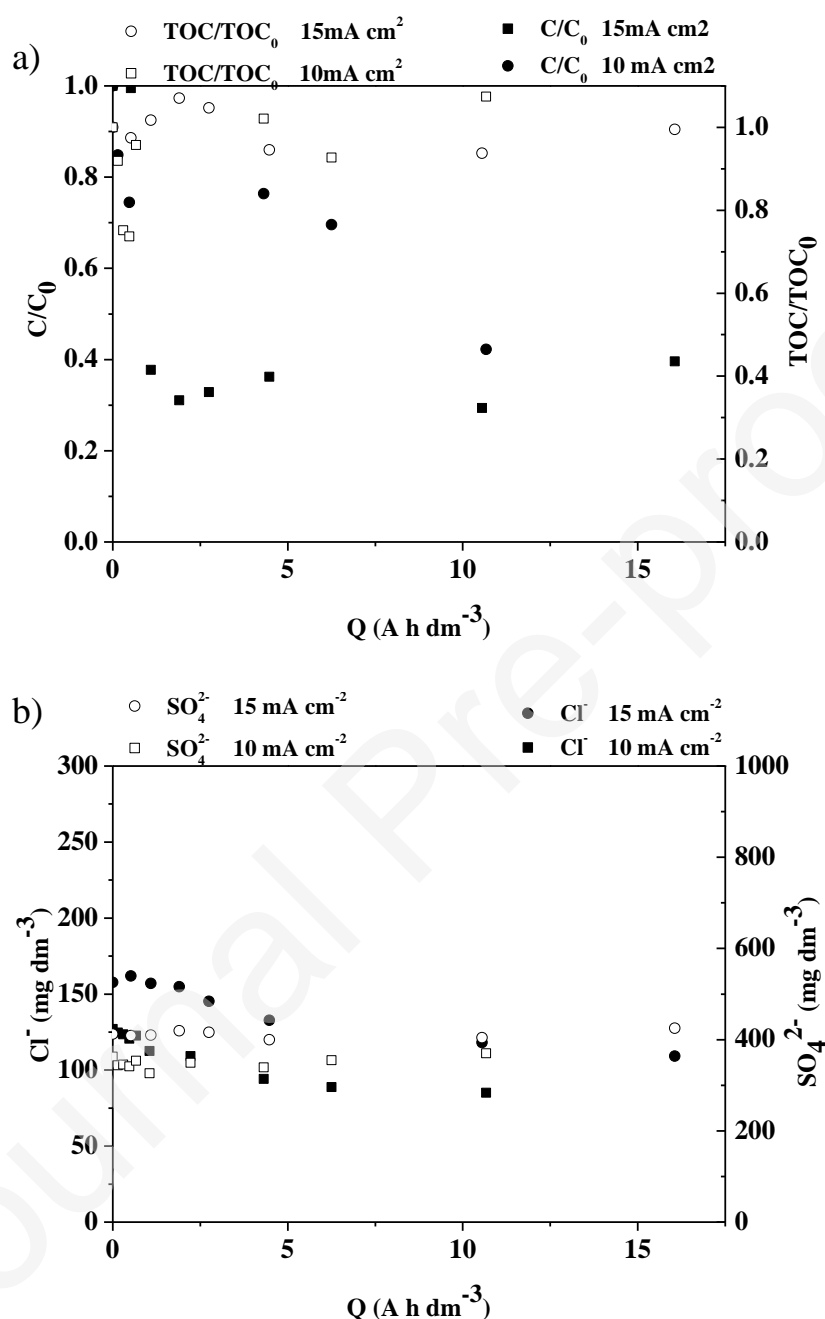 a)
TOC/TOC₀ 15mA cm²
TOC/TOC₀ 10mA cm²
C/C₀ 15mA cm2
C/C₀ 10 mA cm2
1.0
0.8
0.6
0.4
0.2
0.0
C/C₀
1.0
0.8
0.6
0.4
0.2
0.0
TOC/TOC₀
0 5 10 15
Q (A h dm⁻³)
b)
SO₄²⁻ 15 mA cm⁻²
SO₄²⁻ 10 mA cm⁻²
Cl⁻ 15 mA cm⁻²
Cl⁻ 10 mA cm⁻²
300
250
200
150
100
50
0
Cl⁻ (mg dm⁻³)
1000
800
600
400
200
0
SO₄²⁻ (mg dm⁻³)
0 5 10 15
Q (A h dm⁻³)
ournal Pre-proo